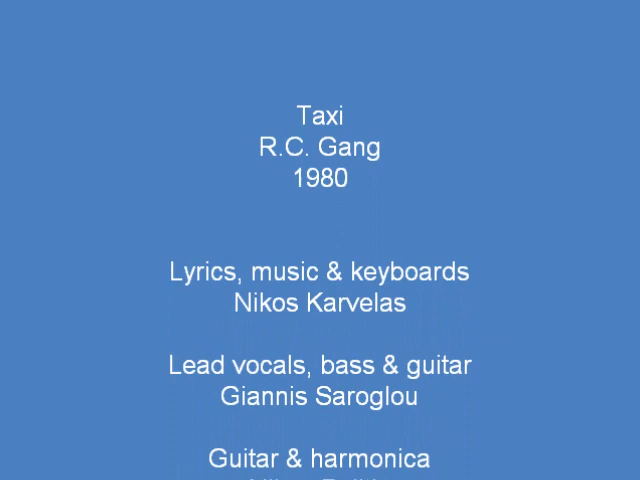 Taxi
R.C. Gang
1980
Lyrics, music & keyboards
Nikos Karvelas
Lead vocals, bass & guitar
Giannis Saroglou
Guitar & harmonica